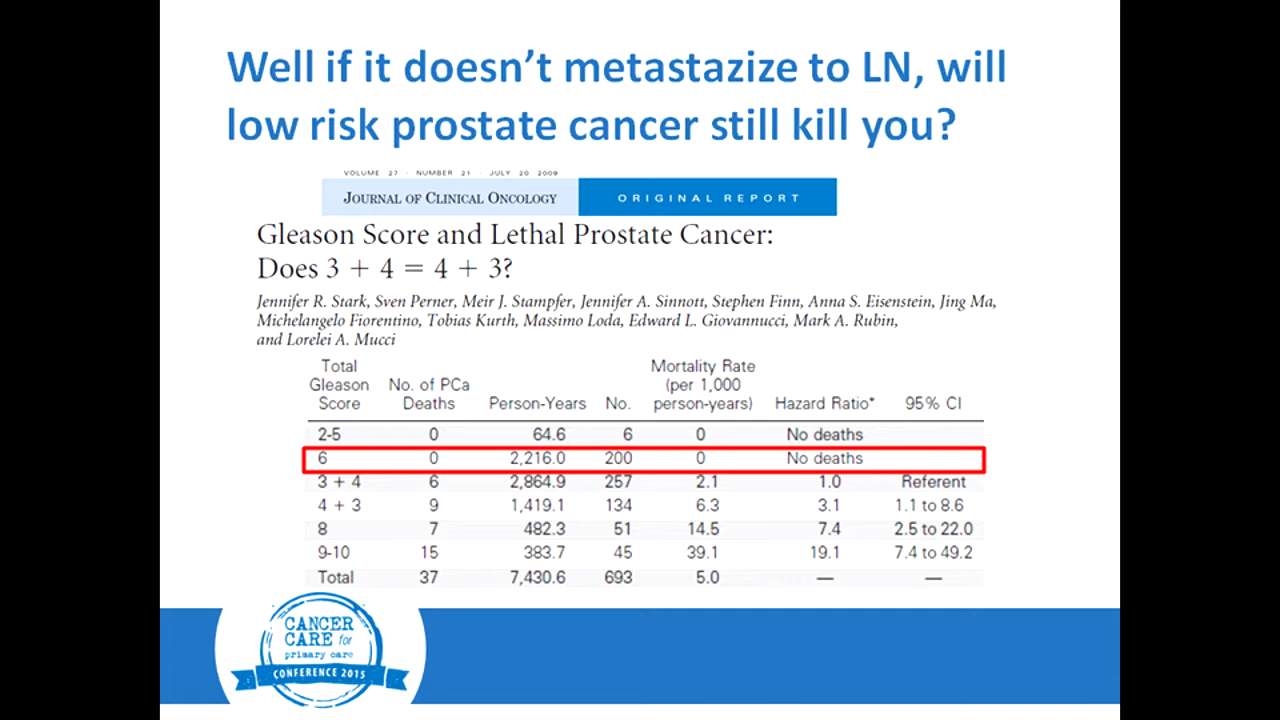 Well if it doesn't metastazize to LN, will
low risk prostate cancer still kill you?
VOLUME 27 · NUMBER 21 · JULY 20 2009
JOURNAL OF CLINICAL ONCOLOGY ORIGINAL REPORT
Gleason Score and Lethal Prostate Cancer:
Does 3 + 4 = 4 + 3?
Jennifer R. Stark, Sven Perner, Meir J. Stampfer, Jennifer A. Sinnott, Stephen Finn, Anna S. Eisenstein, Jing Ma,
Michelangelo Fiorentino, Tobias Kurth, Massimo Loda, Edward L. Giovannucci, Mark A. Rubin,
and Lorelei A. Mucci
Total Gleason Score No. of PCa Deaths Person-Years No. Mortality Rate (per 1,000 person-years) Hazard Ratio* 95% CI
2-5 0 64.6 6 0 No deaths
6 0 2,216.0 200 0 No deaths
3 + 4 6 2,864.9 257 2.1 1.0 Referent
4 + 3 9 1,419.1 134 6.3 3.1 1.1 to 8.6
8 7 482.3 51 14.5 7.4 2.5 to 22.0
9-10 15 383.7 45 39.1 19.1 7.4 to 49.2
Total 37 7,430.6 693 5.0 — —
CANCER
CARE for
primary care
CONFERENCE 2015